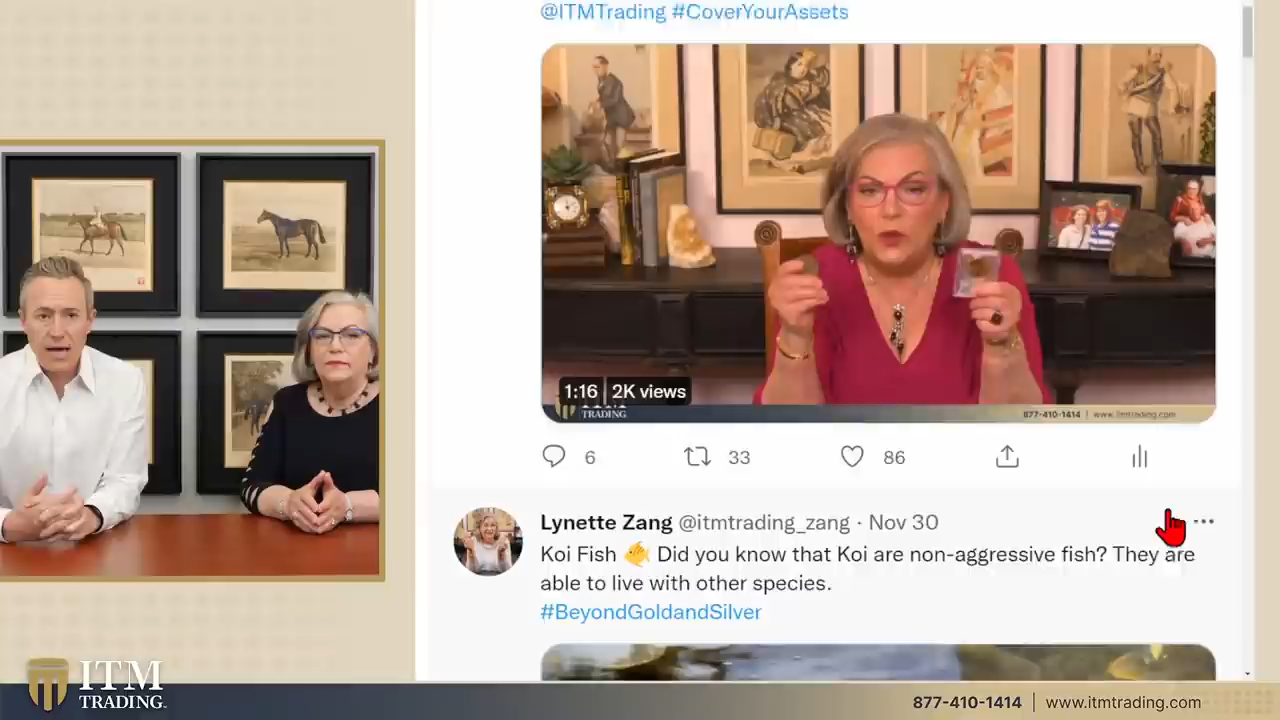 @ITMTrading #CoverYourAssets
1:16 2K views
TRADING
877-410-1414 | www.itmtrading.com
6 33 86
Lynette Zang @itmtrading_zang · Nov 30
Koi Fish 🐠 Did you know that Koi are non-aggressive fish? They are
able to live with other species.
#BeyondGoldandSilver
ITM
TRADING
877-410-1414 | www.itmtrading.com